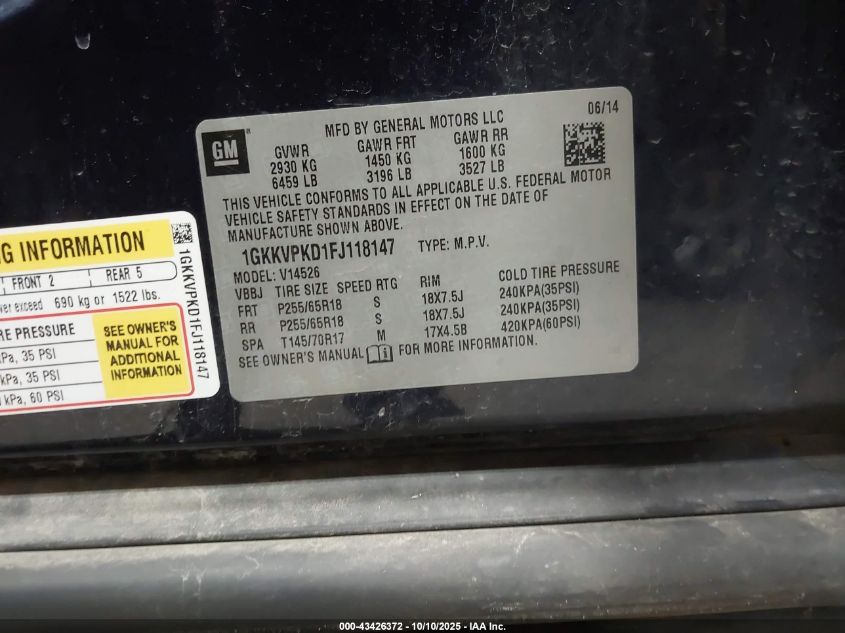 06/14
MFD BY GENERAL MOTORS LLC
GM
GVWR GAWR FRT GAWR RR
2930 KG 1450 KG 1600 KG
6459 LB 3196 LB 3527 LB
THIS VEHICLE CONFORMS TO ALL APPLICABLE U.S. FEDERAL MOTOR
VEHICLE SAFETY STANDARDS IN EFFECT ON THE DATE OF
MANUFACTURE SHOWN ABOVE.
1GKKVPKD1FJ118147 TYPE: M.P.V.
MODEL: V14526
VBBJ TIRE SIZE SPEED RTG RIM COLD TIRE PRESSURE
FRT P255/65R18 S 18X7.5J 240KPA(35PSI)
RR P255/65R18 S 18X7.5J 240KPA(35PSI)
SPA T145/70R17 M 17X4.5B 420KPA(60PSI)
SEE OWNER'S MANUAL FOR MORE INFORMATION.
NG INFORMATION
FRONT 2 REAR 5
exceed 690 kg or 1522 lbs.
RE PRESSURE
kPa, 35 PSI
kPa, 35 PSI
kPa, 60 PSI
SEE OWNER'S
MANUAL FOR
ADDITIONAL
INFORMATION
1GKKVPKD1FJ118147
000-43426372 - 10/10/2025 - IAA Inc.